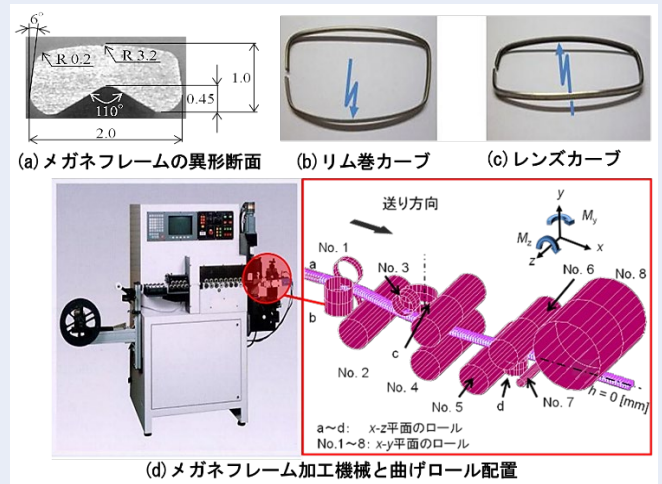 6°
R 0.2
R 3.2
1.0
0.45
110°
2.0
(a) メガネフレームの異形断面
(b) リム巻カーブ
(c) レンズカーブ
送り方向
y
My
Mz
x
z
No. 1
a
No. 3
No. 6
No. 8
b
c
No. 2
No. 4
No. 5
d
No. 7
h = 0 [mm]
a~d: x-z平面のロール
No.1~8: x-y平面のロール
(d) メガネフレーム加工機械と曲げロール配置